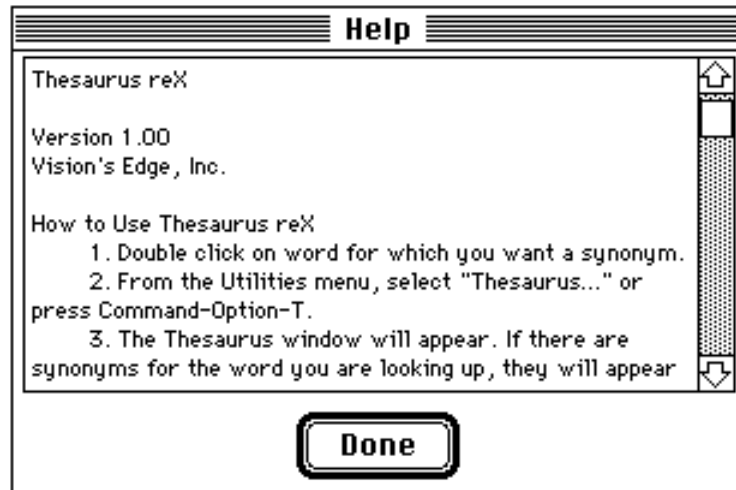 Help
Thesaurus reX
Version 1.00
Vision's Edge, Inc.
How to Use Thesaurus reX
1. Double click on word for which you want a synonym.
2. From the Utilities menu, select "Thesaurus..." or
press Command-Option-T.
3. The Thesaurus window will appear. If there are
synonyms for the word you are looking up, they will appear
Done